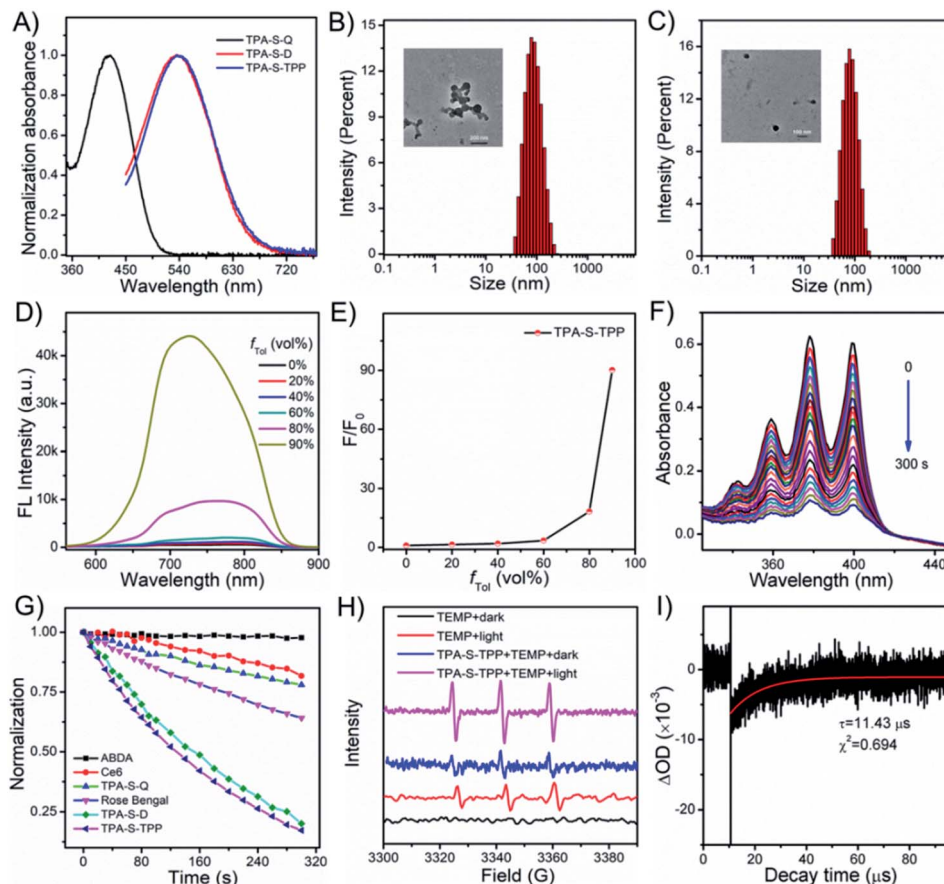 A)
TPA-S-Q
TPA-S-D
TPA-S-TPP
Normalization absorbance
1.0
0.8
0.6
0.4
0.2
0.0
360 450 540 630 720
Wavelength (nm)
B)
Intensity (Percent)
15
12
9
6
3
0
0.1 1 10 100 1000
Size (nm)
C)
Intensity (Percent)
16
12
8
4
0
0.1 1 10 100 1000
Size (nm)
D)
FL Intensity (a.u.)
40k
30k
20k
10k
0
fTol (vol%)
0%
20%
40%
60%
80%
90%
600 700 800 900
Wavelength (nm)
E)
TPA-S-TPP
F/F0
90
60
30
0
0 20 40 60 80 100
fTol (vol%)
F)
Absorbance
0.6
0.4
0.2
0.0
0
300 s
360 400 440
Wavelength (nm)
G)
Normalization
1.00
0.75
0.50
0.25
ABDA
Ce6
TPA-S-Q
Rose Bengal
TPA-S-D
TPA-S-TPP
0 80 160 240 320
Time (s)
H)
TEMP+dark
TEMP+light
TPA-S-TPP+TEMP+dark
TPA-S-TPP+TEMP+light
Intensity
3300 3330 3360 3390
Field (G)
I)
ΔOD (×10-3)
0
-10
-20
τ=11.43 μs
χ2=0.694
0 20 40 60 80
Decay time (μs)